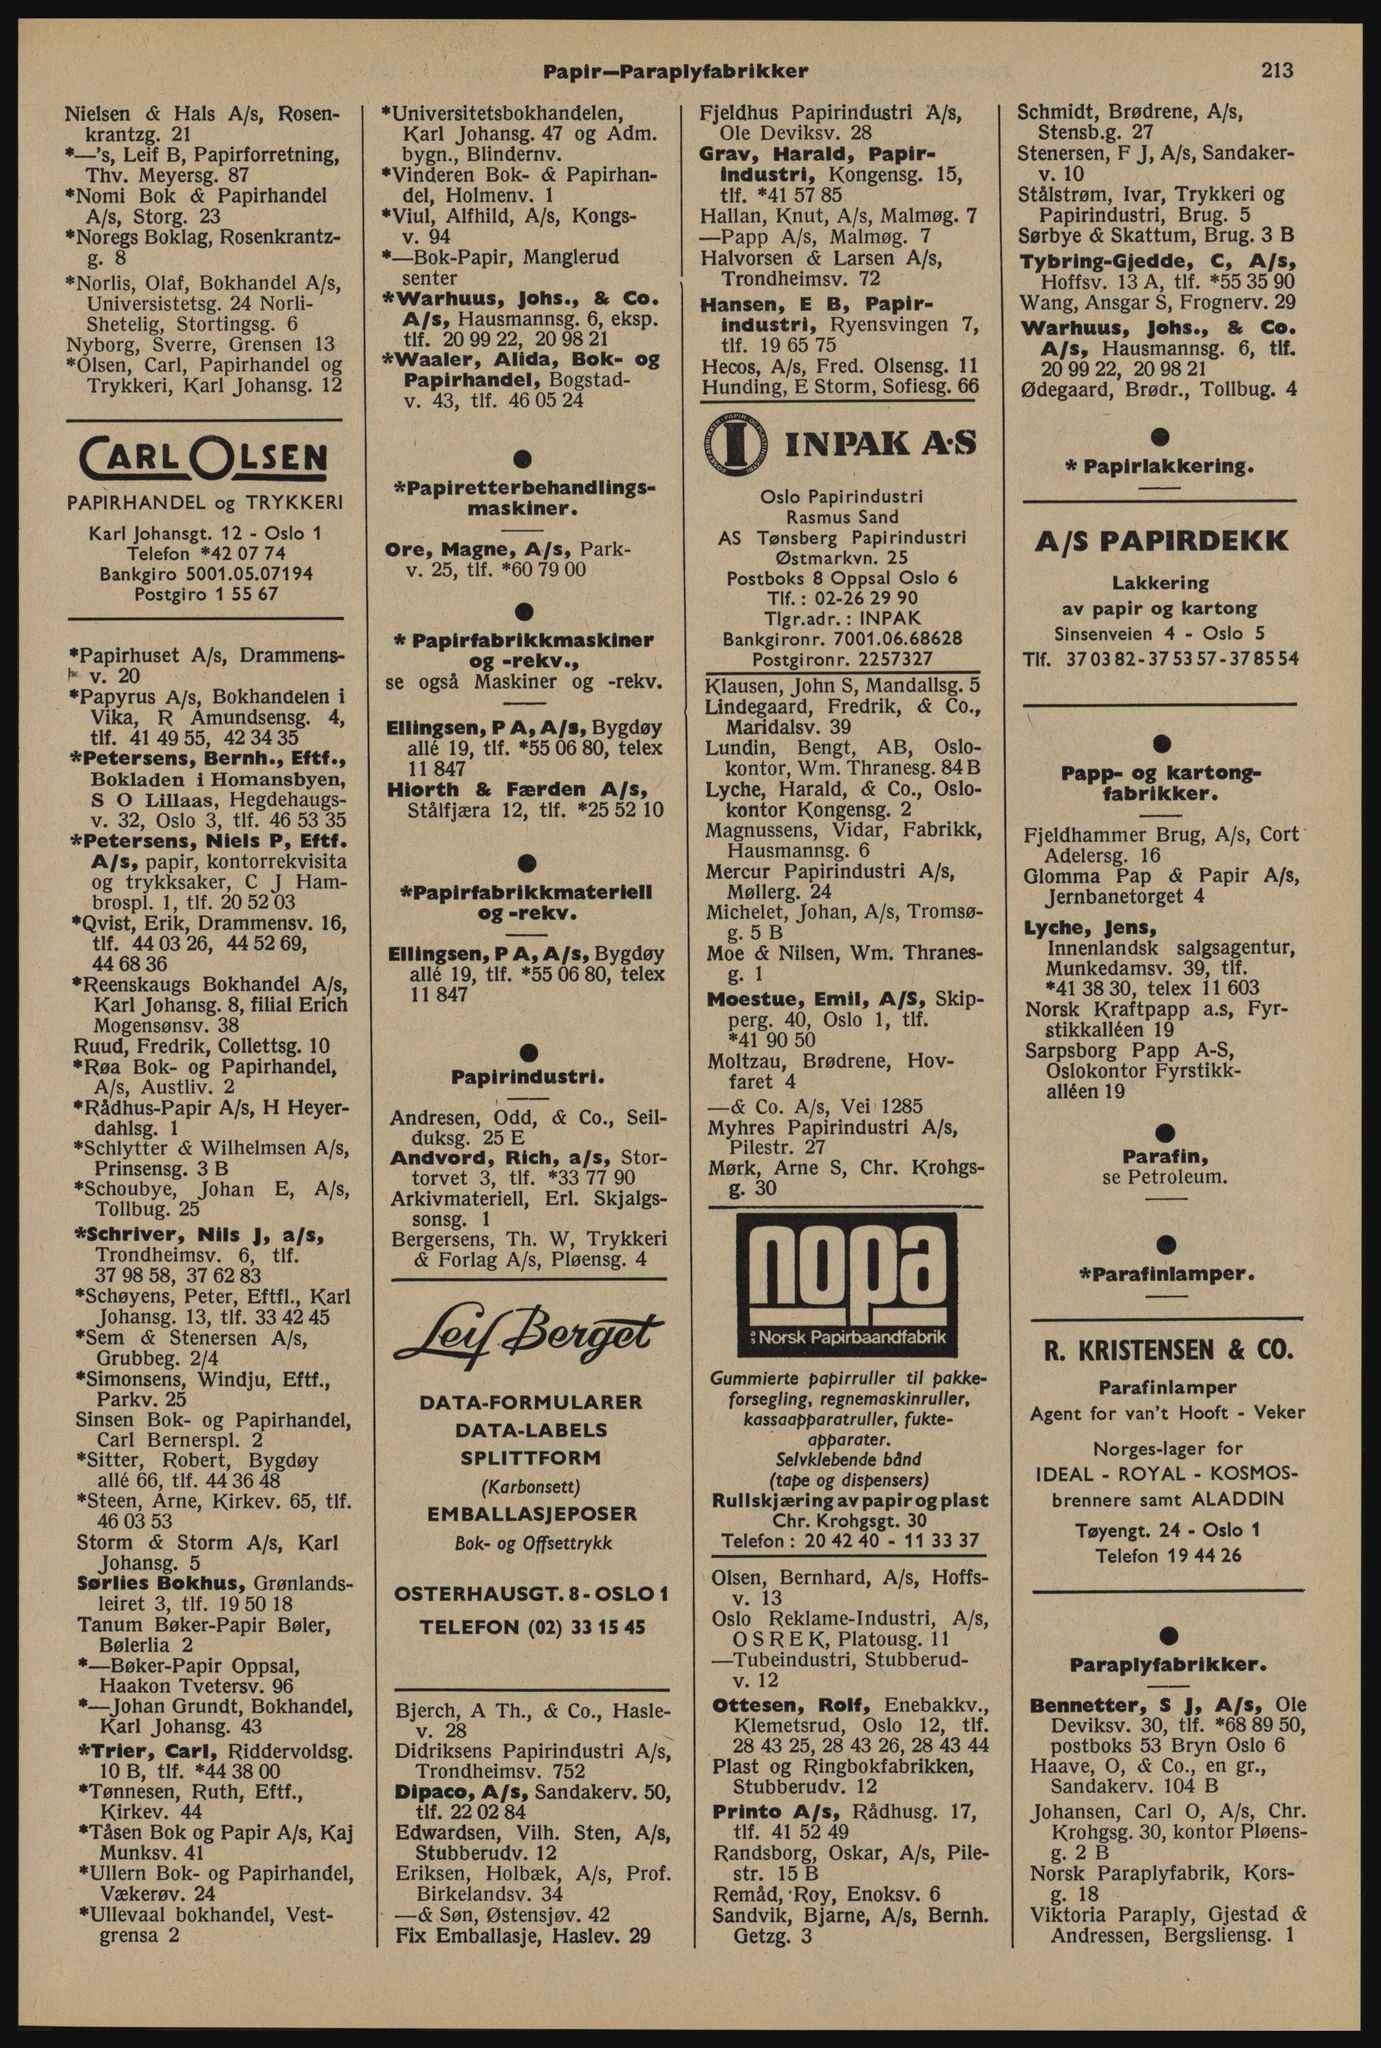 Papir—Paraplyfabrikker
213
Nielsen & Hals A/s, Rosen-
krantzg. 21
*—'s, Leif B, Papirforretning,
Thv. Meyersg. 87
*Nomi Bok & Papirhandel
A/s, Storg. 23
*Noregs Boklag, Rosenkrantz-
g. 8
*Norlis, Olaf, Bokhandel A/s,
Universistetsg. 24 Norli-
Shetelig, Stortingsg. 6
Nyborg, Sverre, Grensen 13
*Olsen, Carl, Papirhandel og
Trykkeri, Karl Johansg. 12
CARL OLSEN
PAPIRHANDEL og TRYKKERI
Karl Johansgt. 12 - Oslo 1
Telefon *42 07 74
Bankgiro 5001.05.07194
Postgiro 1 55 67
*Papirhuset A/s, Drammens-
v. 20
*Papyrus A/s, Bokhandelen i
Vika, R Amundsensg. 4,
tlf. 41 49 55, 42 34 35
*Petersens, Bernh., Eftf.,
Bokladen i Homansbyen,
S O Lillaas, Hegdehaugs-
v. 32, Oslo 3, tlf. 46 53 35
*Petersens, Niels P, Eftf.
A/s, papir, kontorrekvisita
og trykksaker, C J Ham-
brospl. 1, tlf. 20 52 03
*Qvist, Erik, Drammensv. 16,
tlf. 44 03 26, 44 52 69,
44 68 36
*Reenskaugs Bokhandel A/s,
Karl Johansg. 8, filial Erich
Mogensønsv. 38
Ruud, Fredrik, Collettsg. 10
*Røa Bok- og Papirhandel,
A/s, Austliv. 2
*Rådhus-Papir A/s, H Heyer-
dahlsg. 1
*Schlytter & Wilhelmsen A/s,
Prinsensg. 3 B
*Schoubye, Johan E, A/s,
Tollbug. 25
*Schriver, Nils J, a/s,
Trondheimsv. 6, tlf.
37 98 58, 37 62 83
*Schøyens, Peter, Eftfl., Karl
Johansg. 13, tlf. 33 42 45
*Sem & Stenersen A/s,
Grubbeg. 2/4
*Simonsens, Windju, Eftf.,
Parkv. 25
Sinsen Bok- og Papirhandel,
Carl Bernerspl. 2
*Sitter, Robert, Bygdøy
allé 66, tlf. 44 36 48
*Steen, Arne, Kirkev. 65, tlf.
46 03 53
Storm & Storm A/s, Karl
Johansg. 5
Sørlies Bokhus, Grønlands-
leiret 3, tlf. 19 50 18
Tanum Bøker-Papir Bøler,
Bølerlia 2
*—Bøker-Papir Oppsal,
Haakon Tvetersv. 96
*—Johan Grundt, Bokhandel,
Karl Johansg. 43
*Trier, Carl, Riddervoldsg.
10 B, tlf. *44 38 00
*Tønnesen, Ruth, Eftf.,
Kirkev. 44
*Tåsen Bok og Papir A/s, Kaj
Munksv. 41
*Ullern Bok- og Papirhandel,
Vækerøv. 24
*Ullevaal bokhandel, Vest-
grensa 2
*Universitetsbokhandelen,
Karl Johansg. 47 og Adm.
bygn., Blindernv.
*Vinderen Bok- & Papirhan-
del, Holmenv. 1
*Viul, Alfhild, A/s, Kongs-
v. 94
*—Bok-Papir, Manglerud
senter
*Warhuus, Johs., & Co.
A/s, Hausmannsg. 6, eksp.
tlf. 20 99 22, 20 98 21
*Waaler, Alida, Bok- og
Papirhandel, Bogstad-
v. 43, tlf. 46 05 24
*Papiretterbehandlings-
maskiner.
Ore, Magne, A/s, Park-
v. 25, tlf. *60 79 00
* Papirfabrikkmaskiner
og -rekv.,
se også Maskiner og -rekv.
Ellingsen, P A, A/s, Bygdøy
allé 19, tlf. *55 06 80, telex
11 847
Hiorth & Færden A/s,
Stålfjæra 12, tlf. *25 52 10
*Papirfabrikkmateriell
og -rekv.
Ellingsen, P A, A/s, Bygdøy
allé 19, tlf. *55 06 80, telex
11 847
Papirindustri.
Andresen, Odd, & Co., Seil-
duksg. 25 E
Andvord, Rich, a/s, Stor-
torvet 3, tlf. *33 77 90
Arkivmateriell, Erl. Skjalgs-
sonsg. 1
Bergersens, Th. W, Trykkeri
& Forlag A/s, Pløensg. 4
Leif Berget
DATA-FORMULARER
DATA-LABELS
SPLITTFORM
(Karbonsett)
EMBALLASJEPOSER
Bok- og Offsettrykk
OSTERHAUSGT. 8 - OSLO 1
TELEFON (02) 33 15 45
Bjerch, A Th., & Co., Hasle-
v. 28
Didriksens Papirindustri A/s,
Trondheimsv. 752
Dipaco, A/s, Sandakerv. 50,
tlf. 22 02 84
Edwardsen, Vilh. Sten, A/s,
Stubberudv. 12
Eriksen, Holbæk, A/s, Prof.
Birkelandsv. 34
—& Søn, Østensjøv. 42
Fix Emballasje, Haslev. 29
Fjeldhus Papirindustri A/s,
Ole Deviksv. 28
Grav, Harald, Papir-
industri, Kongensg. 15,
tlf. *41 57 85
Hallan, Knut, A/s, Malmøg. 7
—Papp A/s, Malmøg. 7
Halvorsen & Larsen A/s,
Trondheimsv. 72
Hansen, E B, Papir-
industri, Ryensvingen 7,
tlf. 19 65 75
Hecos, A/s, Fred. Olsensg. 11
Hunding, E Storm, Sofiesg. 66
INPAK A·S
Oslo Papirindustri
Rasmus Sand
AS Tønsberg Papirindustri
Østmarkvn. 25
Postboks 8 Oppsal Oslo 6
Tlf.: 02-26 29 90
Tlgr.adr.: INPAK
Bankgironr. 7001.06.68628
Postgironr. 2257327
Klausen, John S, Mandallsg. 5
Lindegaard, Fredrik, & Co.,
Maridalsv. 39
Lundin, Bengt, AB, Oslo-
kontor, Wm. Thranesg. 84 B
Lyche, Harald, & Co., Oslo-
kontor Kongensg. 2
Magnussens, Vidar, Fabrikk,
Hausmannsg. 6
Mercur Papirindustri A/s,
Møllerg. 24
Michelet, Johan, A/s, Tromsø-
g. 5 B
Moe & Nilsen, Wm. Thranes-
g. 1
Moestue, Emil, A/S, Skip-
perg. 40, Oslo 1, tlf.
*41 90 50
Moltzau, Brødrene, Hov-
faret 4
—& Co. A/s, Vei 1285
Myhres Papirindustri A/s,
Pilestr. 27
Mørk, Arne S, Chr. Krohgs-
g. 30
nopa
a/s Norsk Papirbaandfabrik
Gummierte papirruller til pakke-
forsegling, regnemaskinruller,
kassaapparatruller, fukte-
apparater.
Selvklebende bånd
(tape og dispensers)
Rullskjæring av papir og plast
Chr. Krohgsgt. 30
Telefon: 20 42 40 - 11 33 37
Olsen, Bernhard, A/s, Hoffs-
v. 13
Oslo Reklame-Industri, A/s,
O S R E K, Platousg. 11
—Tubeindustri, Stubberud-
v. 12
Ottesen, Rolf, Enebakkv.,
Klemetsrud, Oslo 12, tlf.
28 43 25, 28 43 26, 28 43 44
Plast og Ringbokfabrikken,
Stubberudv. 12
Printo A/s, Rådhusg. 17,
tlf. 41 52 49
Randsborg, Oskar, A/s, Pile-
str. 15 B
Remåd, Roy, Enoksv. 6
Sandvik, Bjarne, A/s, Bernh.
Getzg. 3
Schmidt, Brødrene, A/s,
Stensb.g. 27
Stenersen, F J, A/s, Sandaker-
v. 10
Stålstrøm, Ivar, Trykkeri og
Papirindustri, Brug. 5
Sørbye & Skattum, Brug. 3 B
Tybring-Gjedde, C, A/s,
Hoffsv. 13 A, tlf. *55 35 90
Wang, Ansgar S, Frognerv. 29
Warhuus, Johs., & Co.
A/s, Hausmannsg. 6, tlf.
20 99 22, 20 98 21
Ødegaard, Brødr., Tollbug. 4
* Papirlakkering.
A/S PAPIRDEKK
Lakkering
av papir og kartong
Sinsenveien 4 - Oslo 5
Tlf. 37 03 82 - 37 53 57 - 37 85 54
Papp- og kartong-
fabrikker.
Fjeldhammer Brug, A/s, Cort
Adelersg. 16
Glomma Pap & Papir A/s,
Jernbanetorget 4
Lyche, Jens,
Innenlandsk salgsagentur,
Munkedamsv. 39, tlf.
*41 38 30, telex 11 603
Norsk Kraftpapp a.s, Fyr-
stikkalléen 19
Sarpsborg Papp A-S,
Oslokontor Fyrstikk-
alléen 19
Parafin,
se Petroleum.
*Parafinlamper.
R. KRISTENSEN & CO.
Parafinlamper
Agent for van't Hooft - Veker
Norges-lager for
IDEAL - ROYAL - KOSMOS-
brennere samt ALADDIN
Tøyengt. 24 - Oslo 1
Telefon 19 44 26
Paraplyfabrikker.
Bennetter, S J, A/s, Ole
Deviksv. 30, tlf. *68 89 50,
postboks 53 Bryn Oslo 6
Haave, O, & Co., en gr.,
Sandakerv. 104 B
Johansen, Carl O, A/s, Chr.
Krohgsg. 30, kontor Pløens-
g. 2 B
Norsk Paraplyfabrik, Kors-
g. 18
Viktoria Paraply, Gjestad &
Andressen, Bergsliensg. 1